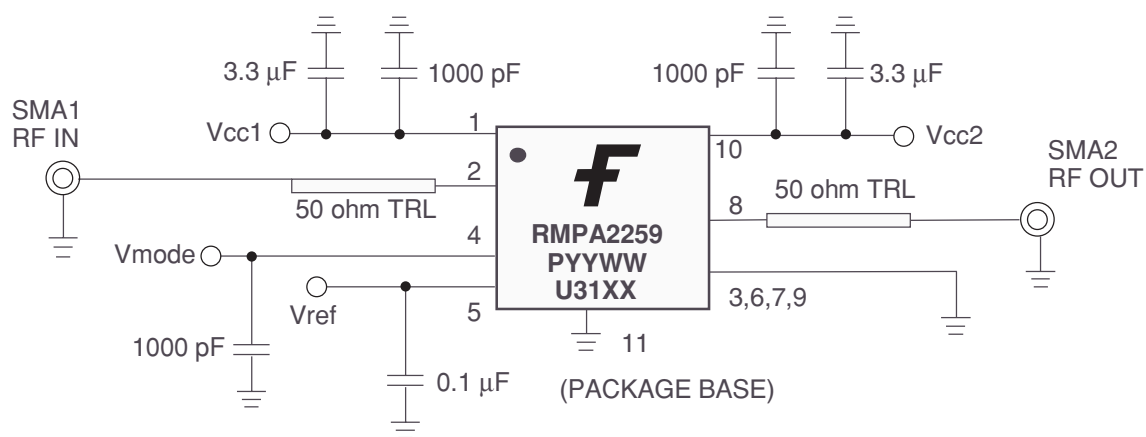 3.3 μF
1000 pF
1000 pF
3.3 μF
SMA1
RF IN
Vcc1
1
10
Vcc2
SMA2
RF OUT
2
50 ohm TRL
50 ohm TRL
8
RMPA2259
PYYWW
U31XX
4
Vmode
Vref
5
3,6,7,9
11
1000 pF
0.1 μF
(PACKAGE BASE)